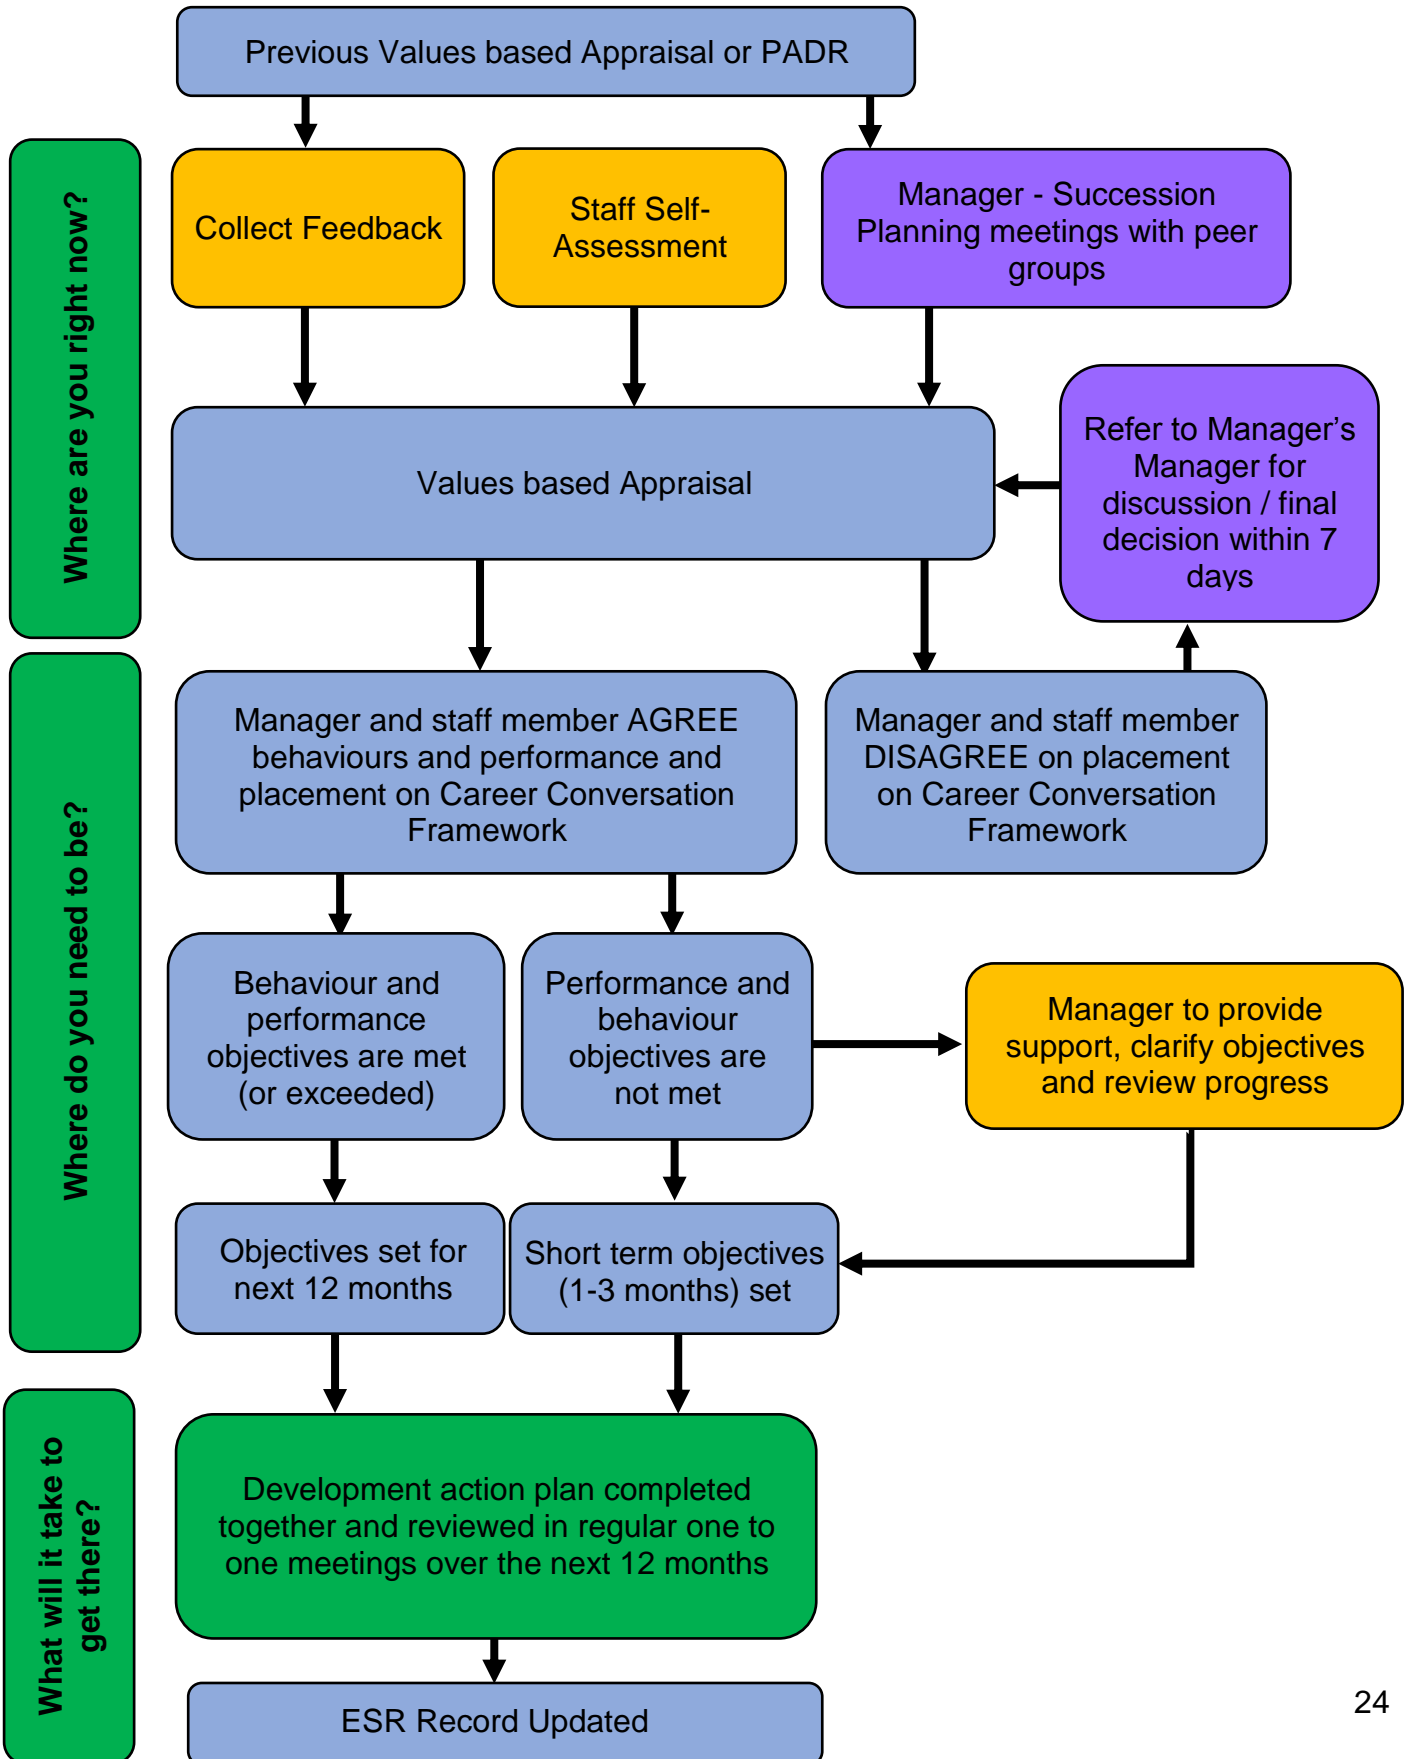 Previous Values based Appraisal or PADR
Where are you right now?
Collect Feedback
Staff Self-
Assessment
Manager - Succession
Planning meetings with peer
groups
Values based Appraisal
Refer to Manager’s
Manager for
discussion / final
decision within 7
days
Where do you need to be?
Manager and staff member AGREE
behaviours and performance and
placement on Career Conversation
Framework
Manager and staff member
DISAGREE on placement
on Career Conversation
Framework
Behaviour and
performance
objectives are met
(or exceeded)
Performance and
behaviour
objectives are
not met
Manager to provide
support, clarify objectives
and review progress
Objectives set for
next 12 months
Short term objectives
(1-3 months) set
What will it take to
get there?
Development action plan completed
together and reviewed in regular one to
one meetings over the next 12 months
ESR Record Updated
24